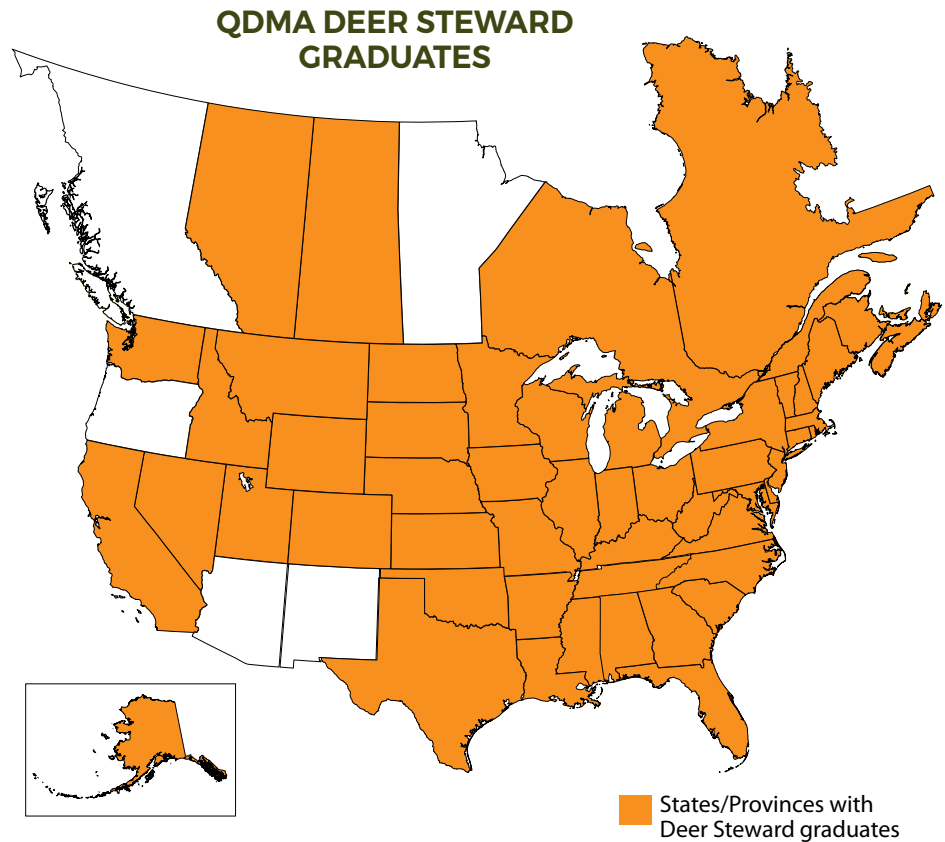 QDMA DEER STEWARD
GRADUATES
States/Provinces with
Deer Steward graduates